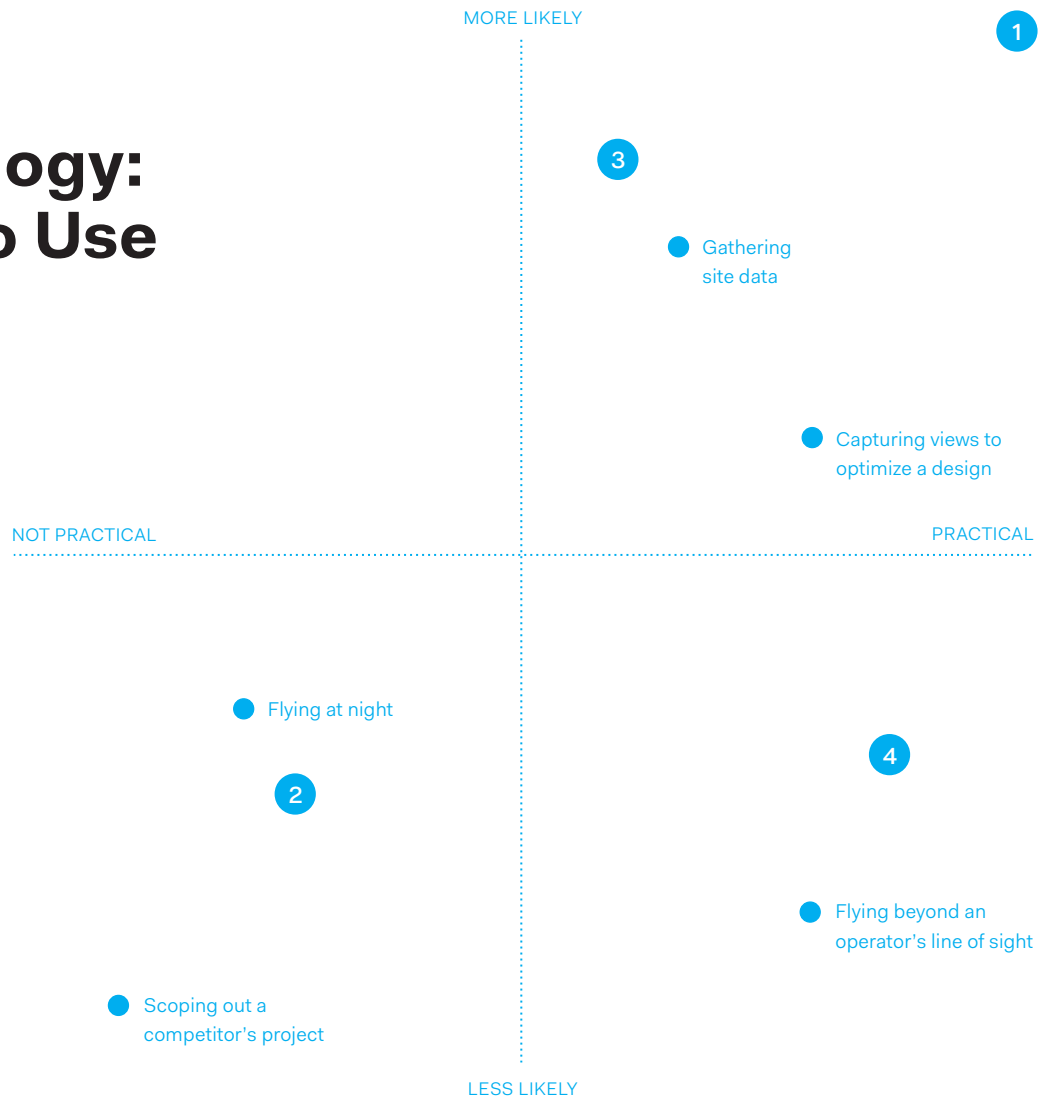 MORE LIKELY
1
ogy:
o Use
3
Gathering
site data
Capturing views to
optimize a design
NOT PRACTICAL
PRACTICAL
Flying at night
2
4
Flying beyond an
operator’s line of sight
Scoping out a
competitor’s project
LESS LIKELY